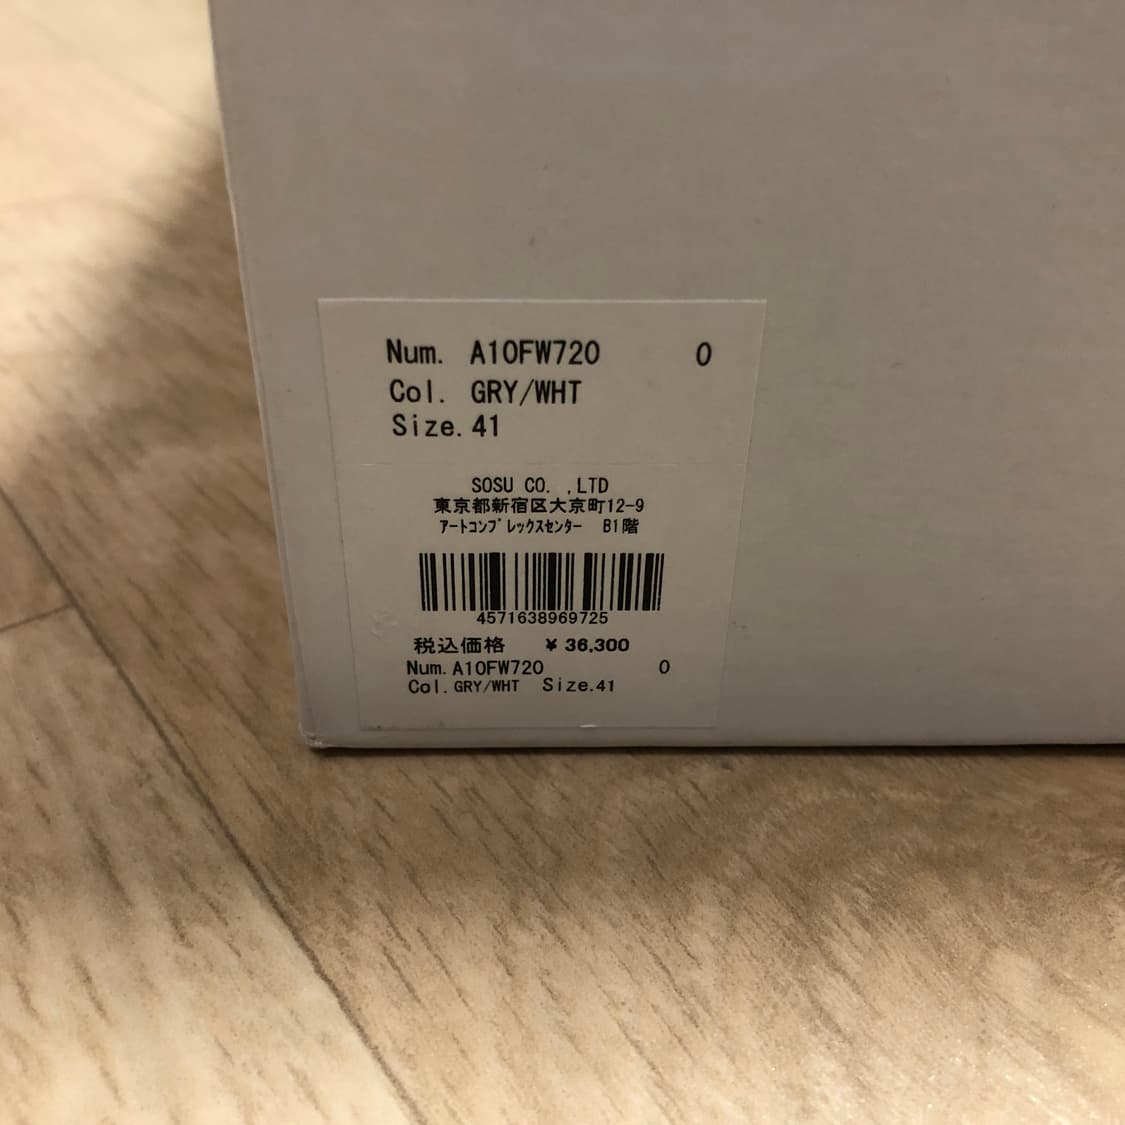 Num. A10FW720 0
Col. GRY/WHT
Size. 41
SOSU CO. ,LTD
東京都新宿区大京町12-9
ｱｰﾄｺﾝﾌﾟﾚｯｸｽｾﾝﾀｰ B1階
4571638969725
税込価格 ¥ 36,300
Num. A10FW720 0
Col. GRY/WHT Size. 41